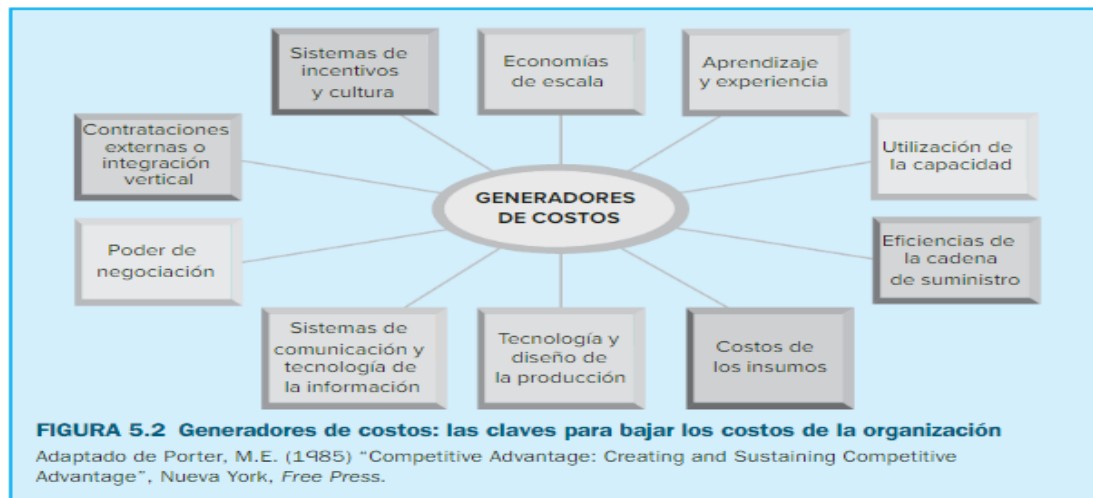 Sistemas de
incentivos
y cultura
Economías
de escala
Aprendizaje
y experiencia
Contrataciones
externas o
integración
vertical
Utilización de
la capacidad
GENERADORES
DE COSTOS
Poder de
negociación
Eficiencias de
la cadena
de suministro
Sistemas de
comunicación y
tecnología de
la información
Tecnología y
diseño de
la producción
Costos de
los insumos
FIGURA 5.2 Generadores de costos: las claves para bajar los costos de la organización
Adaptado de Porter, M.E. (1985) “Competitive Advantage: Creating and Sustaining Competitive
Advantage”, Nueva York, Free Press.